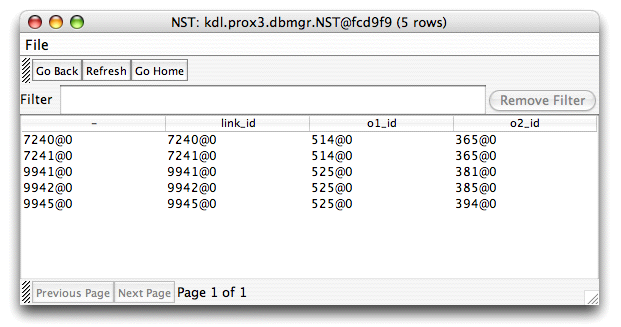 NST: kdl.prox3.dbmgr.NST@fcd9f9 (5 rows)
File
Go Back Refresh Go Home
Filter Remove Filter
- link_id o1_id o2_id
7240@0 7240@0 514@0 365@0
7241@0 7241@0 514@0 365@0
9941@0 9941@0 525@0 381@0
9942@0 9942@0 525@0 385@0
9945@0 9945@0 525@0 394@0
Previous Page Next Page Page 1 of 1